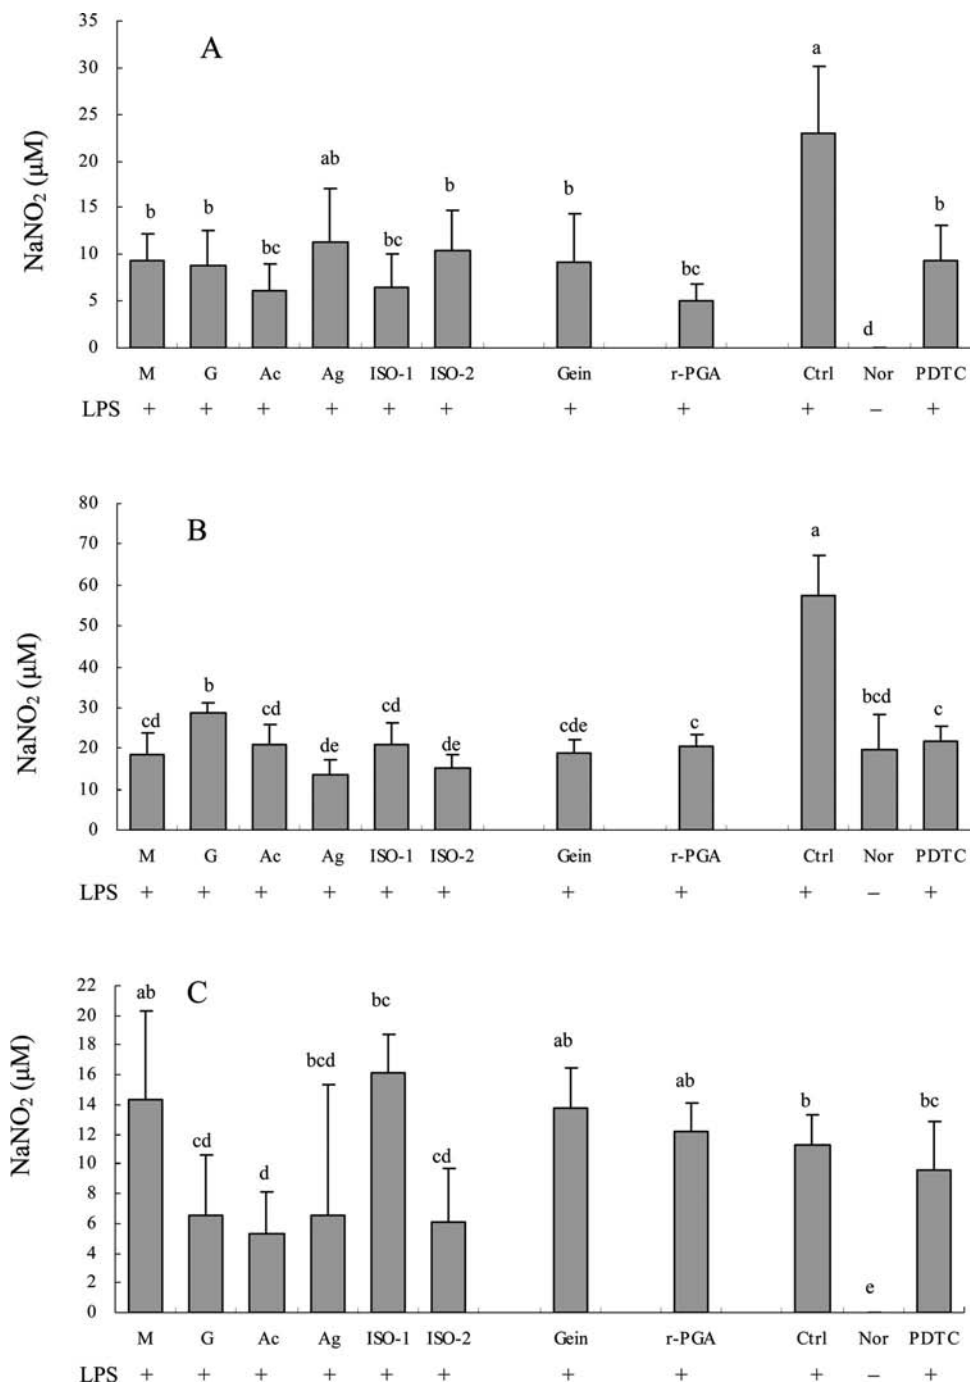 35
A
a
30
25
ab
20
b
b
b
b
b
15
bc
bc
bc
10
5
d
0
NaNO2 (µM)
M G Ac Ag ISO-1 ISO-2 Gein r-PGA Ctrl Nor PDTC
LPS + + + + + + + + + – +
80
B
a
70
60
50
40
b
bcd
30
cd
cd
cd
cde
c
c
20
de
de
10
0
NaNO2 (µM)
M G Ac Ag ISO-1 ISO-2 Gein r-PGA Ctrl Nor PDTC
LPS + + + + + + + + + – +
22
ab
C
bc
20
18
ab
bcd
16
ab
14
b
bc
12
cd
cd
10
d
8
6
4
2
e
0
NaNO2 (µM)
M G Ac Ag ISO-1 ISO-2 Gein r-PGA Ctrl Nor PDTC
LPS + + + + + + + + + – +